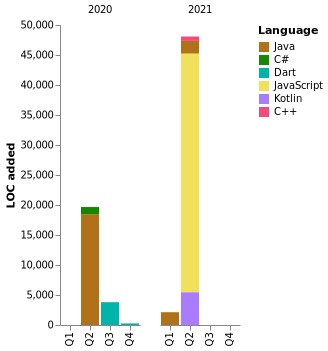 2020 2021
Language
Java
C#
Dart
JavaScript
Kotlin
C++
LOC added
50,000
45,000
40,000
35,000
30,000
25,000
20,000
15,000
10,000
5,000
0
Q1 Q2 Q3 Q4 Q1 Q2 Q3 Q4